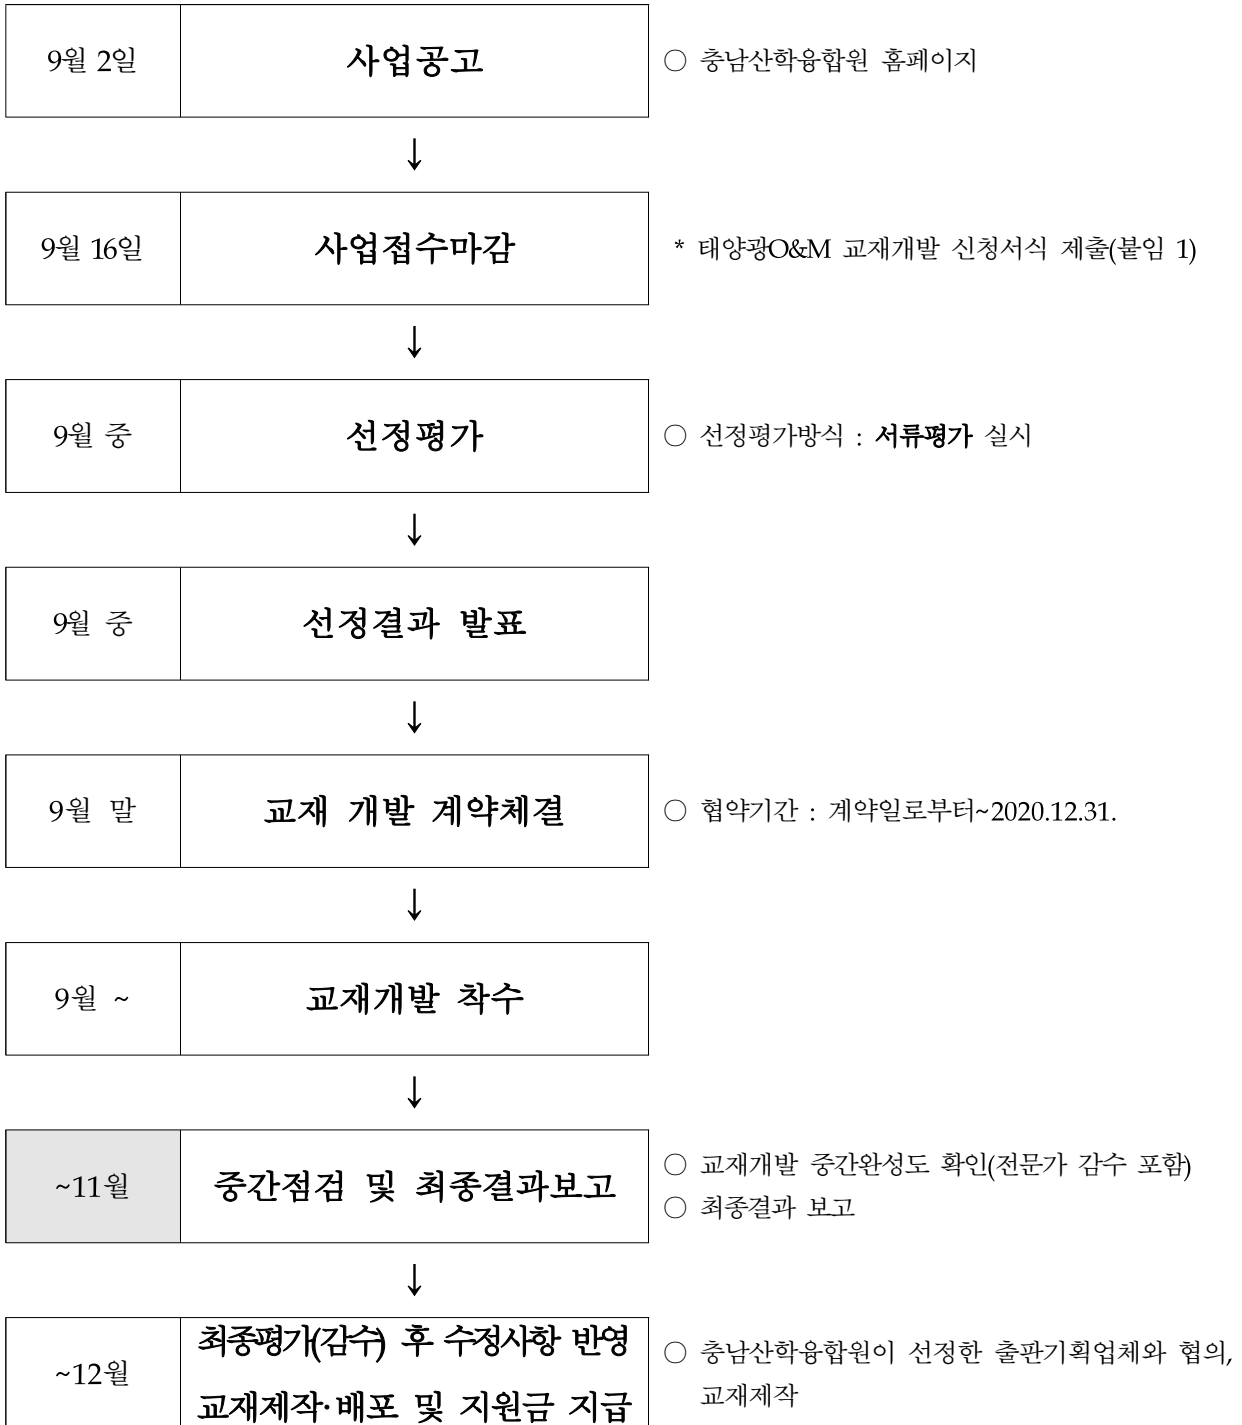 9월 2일 사업공고 ○ 충남산학융합원 홈페이지
↓
9월 16일 사업접수마감 * 태양광O&M 교재개발 신청서식 제출(붙임 1)
↓
9월 중 선정평가 ○ 선정평가방식 : 서류평가 실시
↓
9월 중 선정결과 발표
↓
9월 말 교재 개발 계약체결 ○ 협약기간 : 계약일로부터~2020.12.31.
↓
9월 ~ 교재개발 착수
↓
~11월 중간점검 및 최종결과보고 ○ 교재개발 중간완성도 확인(전문가 감수 포함)
○ 최종결과 보고
↓
~12월 최종평가(감수) 후 수정사항 반영 ○ 충남산학융합원이 선정한 출판기획업체와 협의,
교재제작·배포 및 지원금 지급 교재제작